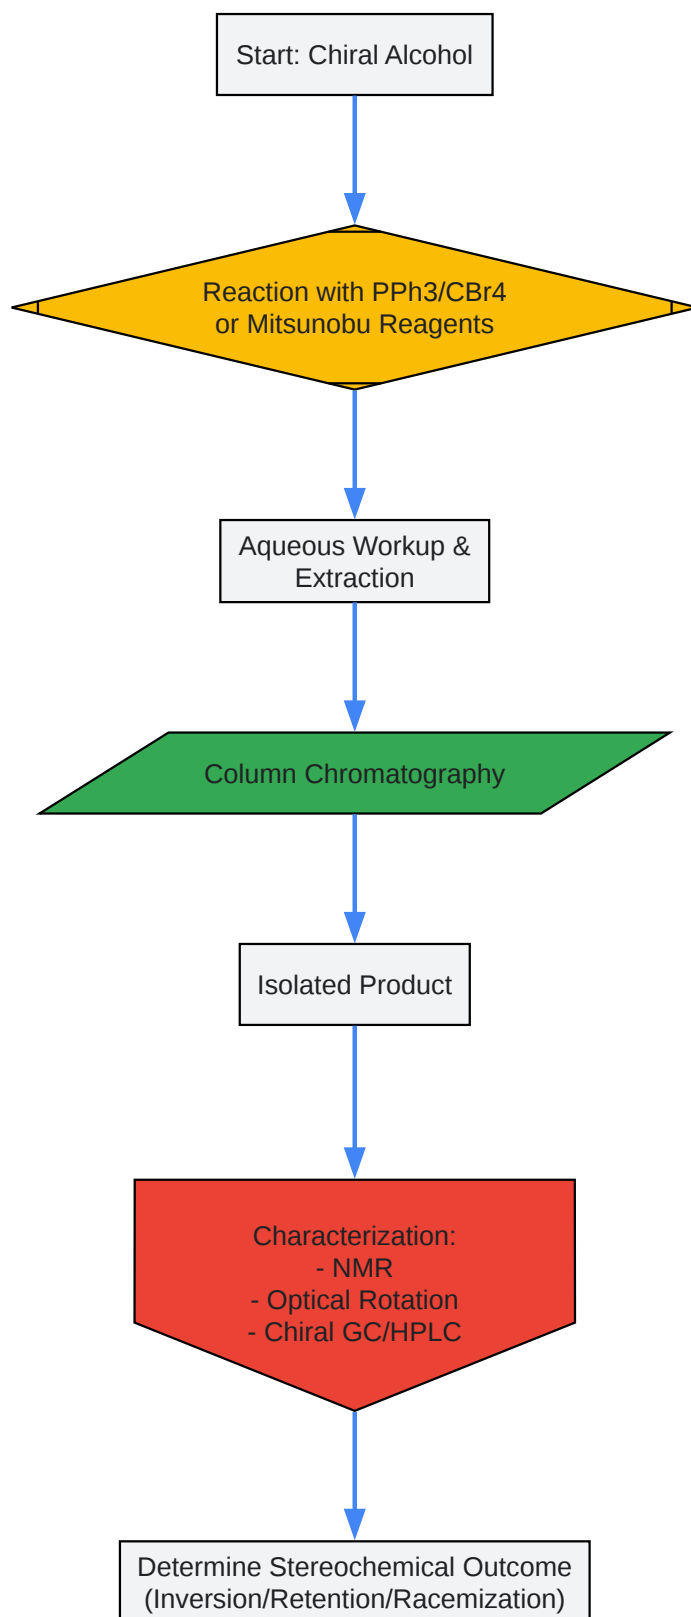 Start: Chiral Alcohol
Reaction with PPh3/CBr4
or Mitsunobu Reagents
Aqueous Workup &
Extraction
Column Chromatography
Isolated Product
Characterization:
- NMR
- Optical Rotation
- Chiral GC/HPLC
Determine Stereochemical Outcome
(Inversion/Retention/Racemization)